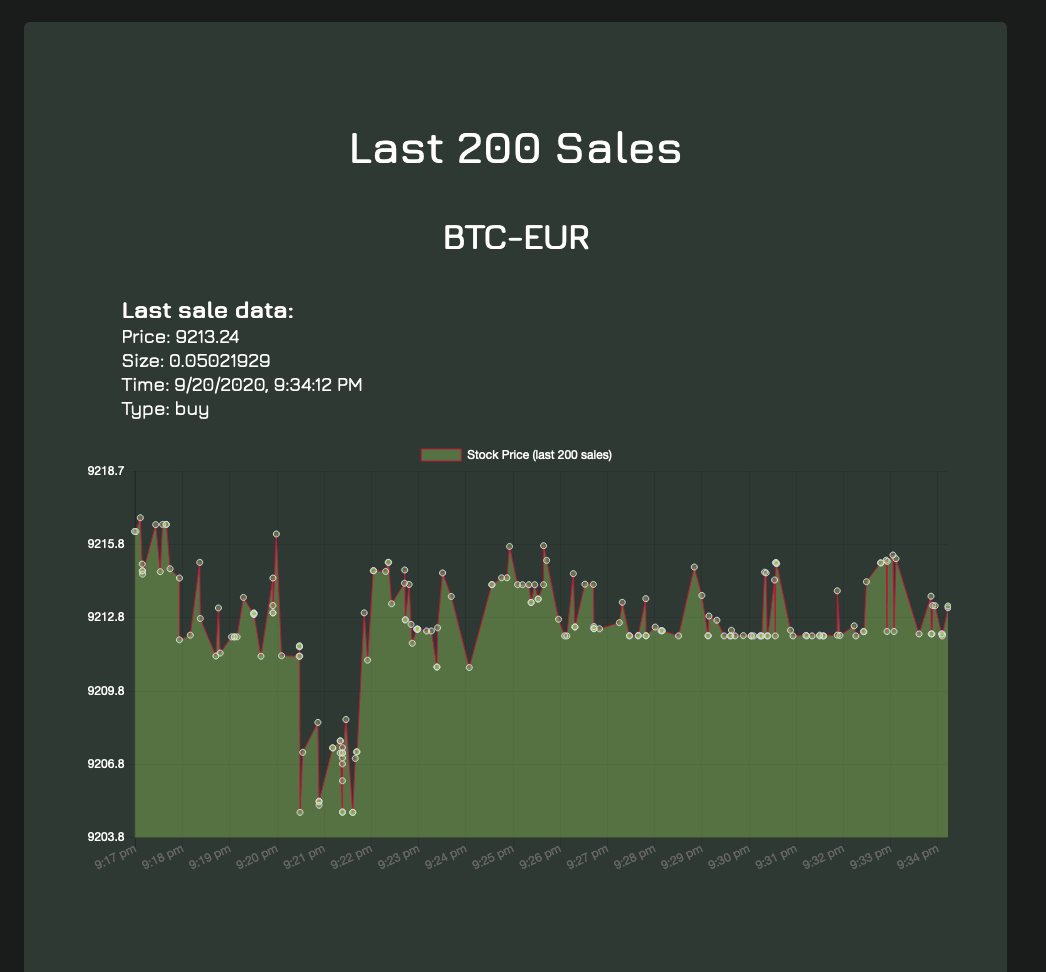 Last 200 Sales
BTC-EUR
Last sale data:
Price: 9213.24
Size: 0.05021929
Time: 9/20/2020, 9:34:12 PM
Type: buy
Stock Price (last 200 sales)
9218.7
9215.8
9212.8
9209.8
9206.8
9203.8
9:17 pm 9:18 pm 9:19 pm 9:20 pm 9:21 pm 9:22 pm 9:23 pm 9:24 pm 9:25 pm 9:26 pm 9:27 pm 9:28 pm 9:29 pm 9:30 pm 9:31 pm 9:32 pm 9:33 pm 9:34 pm